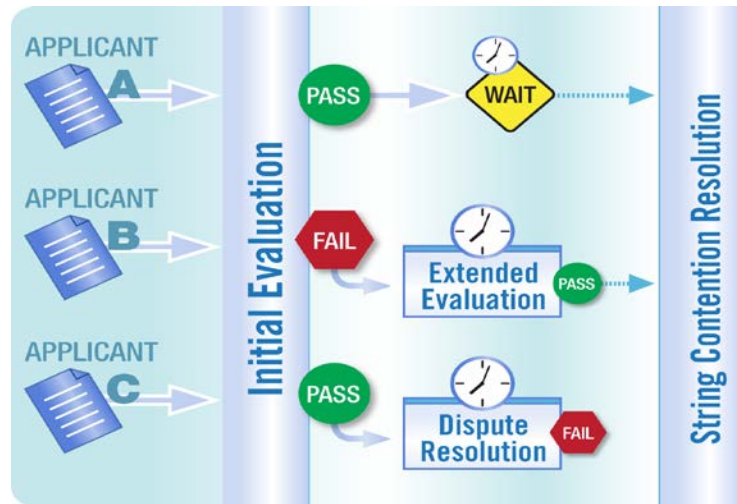 APPLICANT
A
PASS
WAIT
APPLICANT
B
FAIL
Extended
Evaluation
PASS
APPLICANT
C
PASS
Dispute
Resolution
FAIL
Initial Evaluation
String Contention Resolution